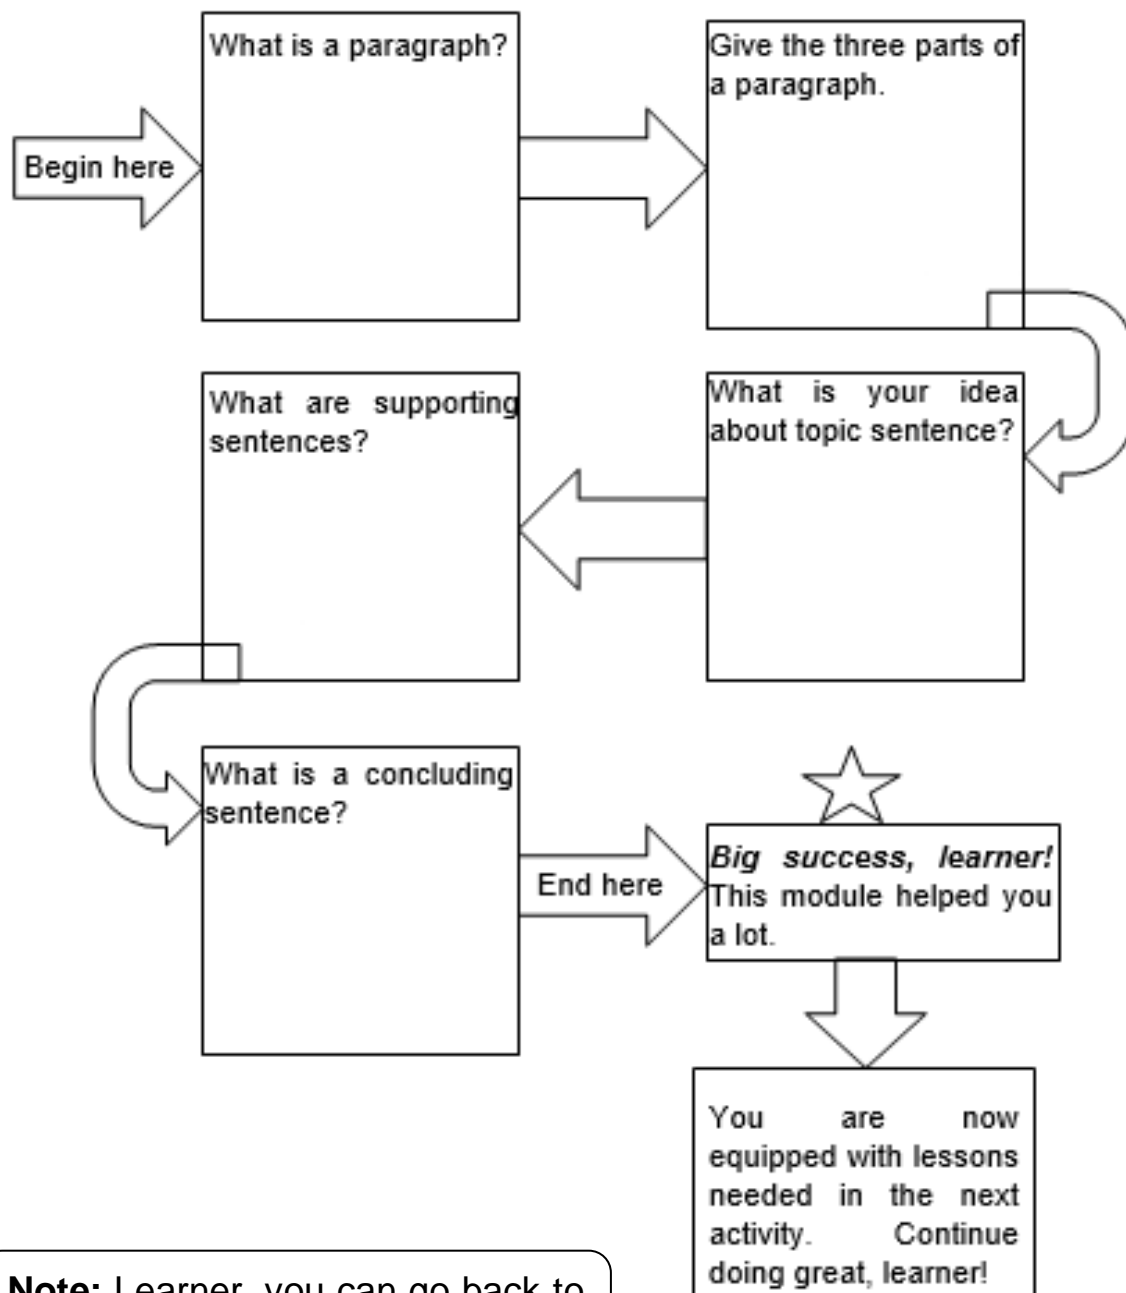 Begin here
What is a paragraph?
Give the three parts of
a paragraph.
What is your idea
about topic sentence?
What are supporting
sentences?
What is a concluding
sentence?
End here
Big success, learner!
This module helped you
a lot.
You are now
equipped with lessons
needed in the next
activity. Continue
doing great, learner!
Note: Learner, you can go back to